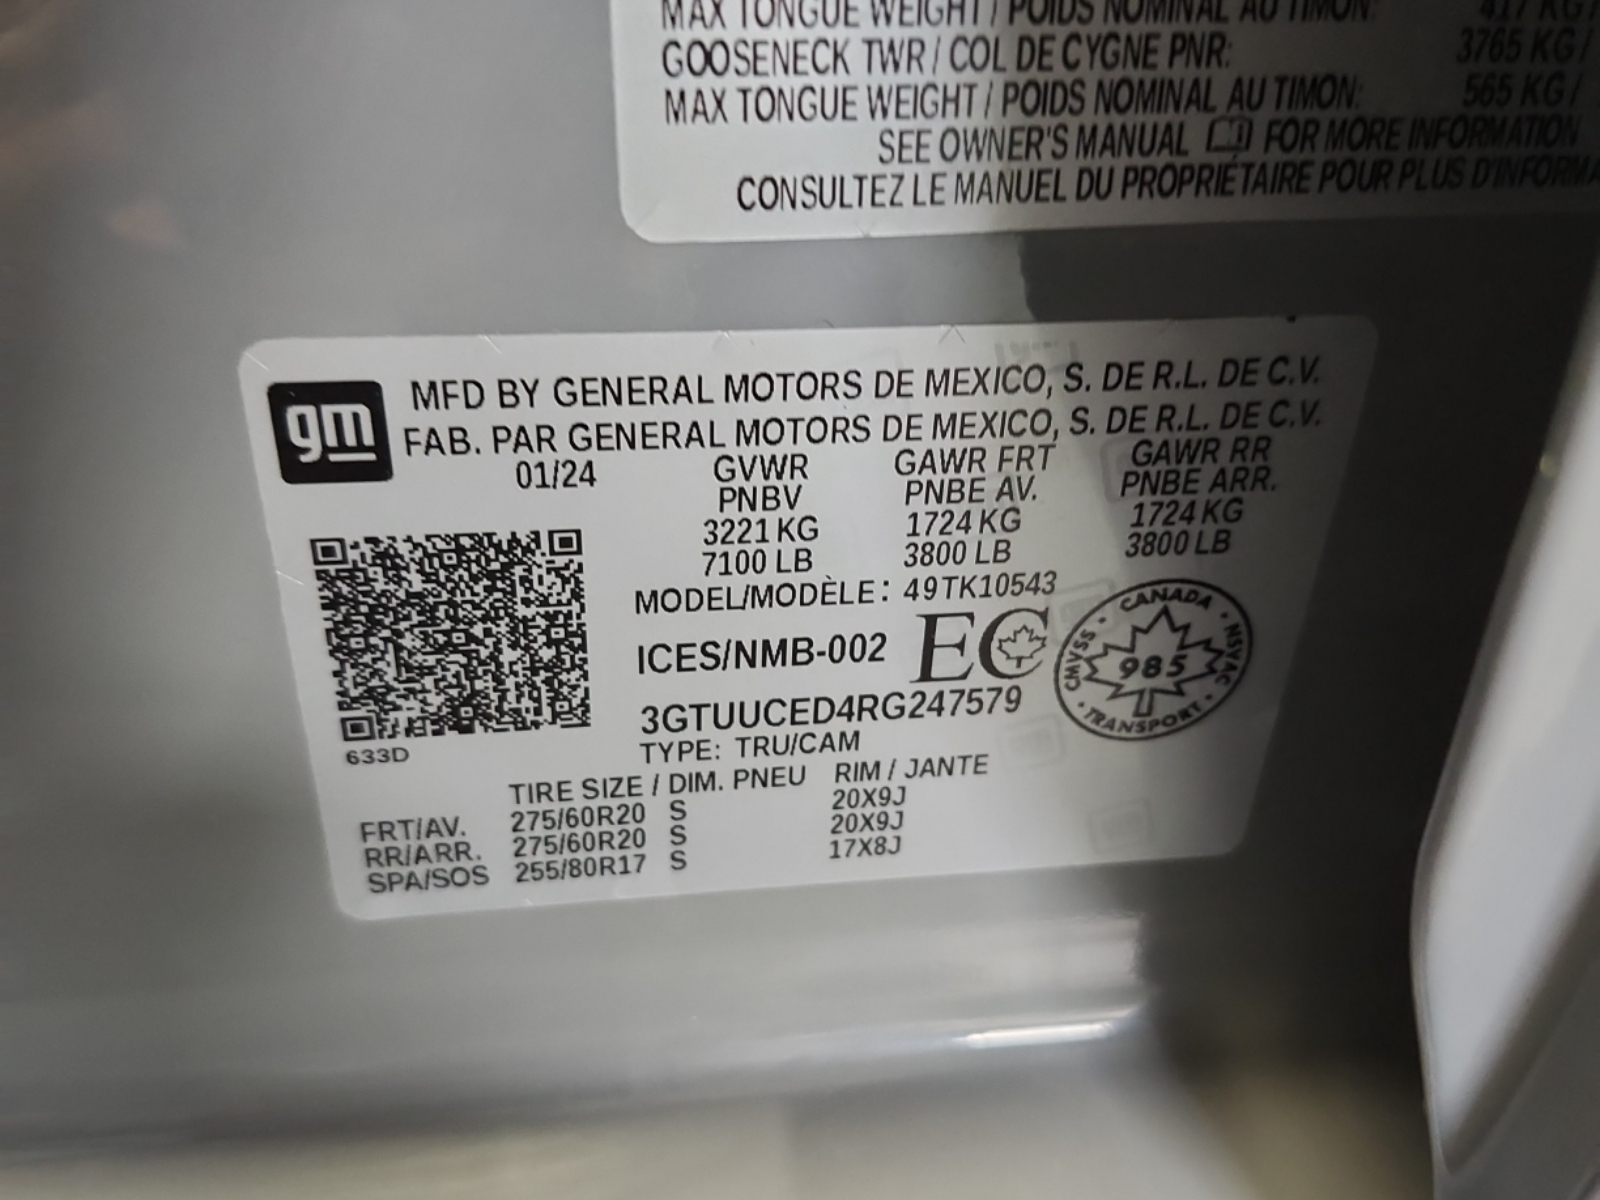 MAX TONGUE WEIGHT / POIDS NOMINAL AU TIMON: 417 KG
GOOSENECK TWR / COL DE CYGNE PNR: 3765 KG /
MAX TONGUE WEIGHT / POIDS NOMINAL AU TIMON: 565 KG /
SEE OWNER'S MANUAL FOR MORE INFORMATION
CONSULTEZ LE MANUEL DU PROPRIÉTAIRE POUR PLUS D'INFORMA
gm
MFD BY GENERAL MOTORS DE MEXICO, S. DE R.L. DE C.V.
FAB. PAR GENERAL MOTORS DE MEXICO, S. DE R.L. DE C.V.
01/24 GVWR GAWR FRT GAWR RR
PNBV PNBE AV. PNBE ARR.
3221 KG 1724 KG 1724 KG
7100 LB 3800 LB 3800 LB
MODEL/MODÈLE: 49TK10543
ICES/NMB-002 EC
CANADA · NSVAC · TRANSPORT · CMVSS ·
985
3GTUUCED4RG247579
633D
TYPE: TRU/CAM
TIRE SIZE / DIM. PNEU RIM / JANTE
FRT/AV. 275/60R20 S 20X9J
RR/ARR. 275/60R20 S 20X9J
SPA/SOS 255/80R17 S 17X8J